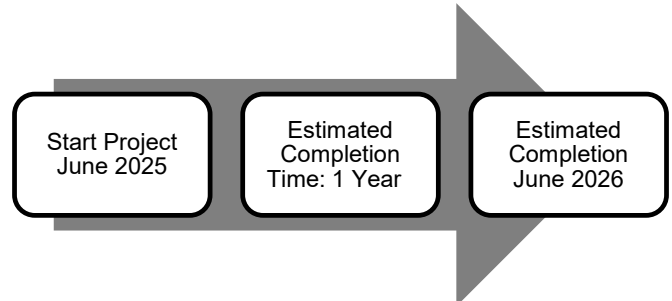 Start Project
June 2025
Estimated
Completion
Time: 1 Year
Estimated
Completion
June 2026